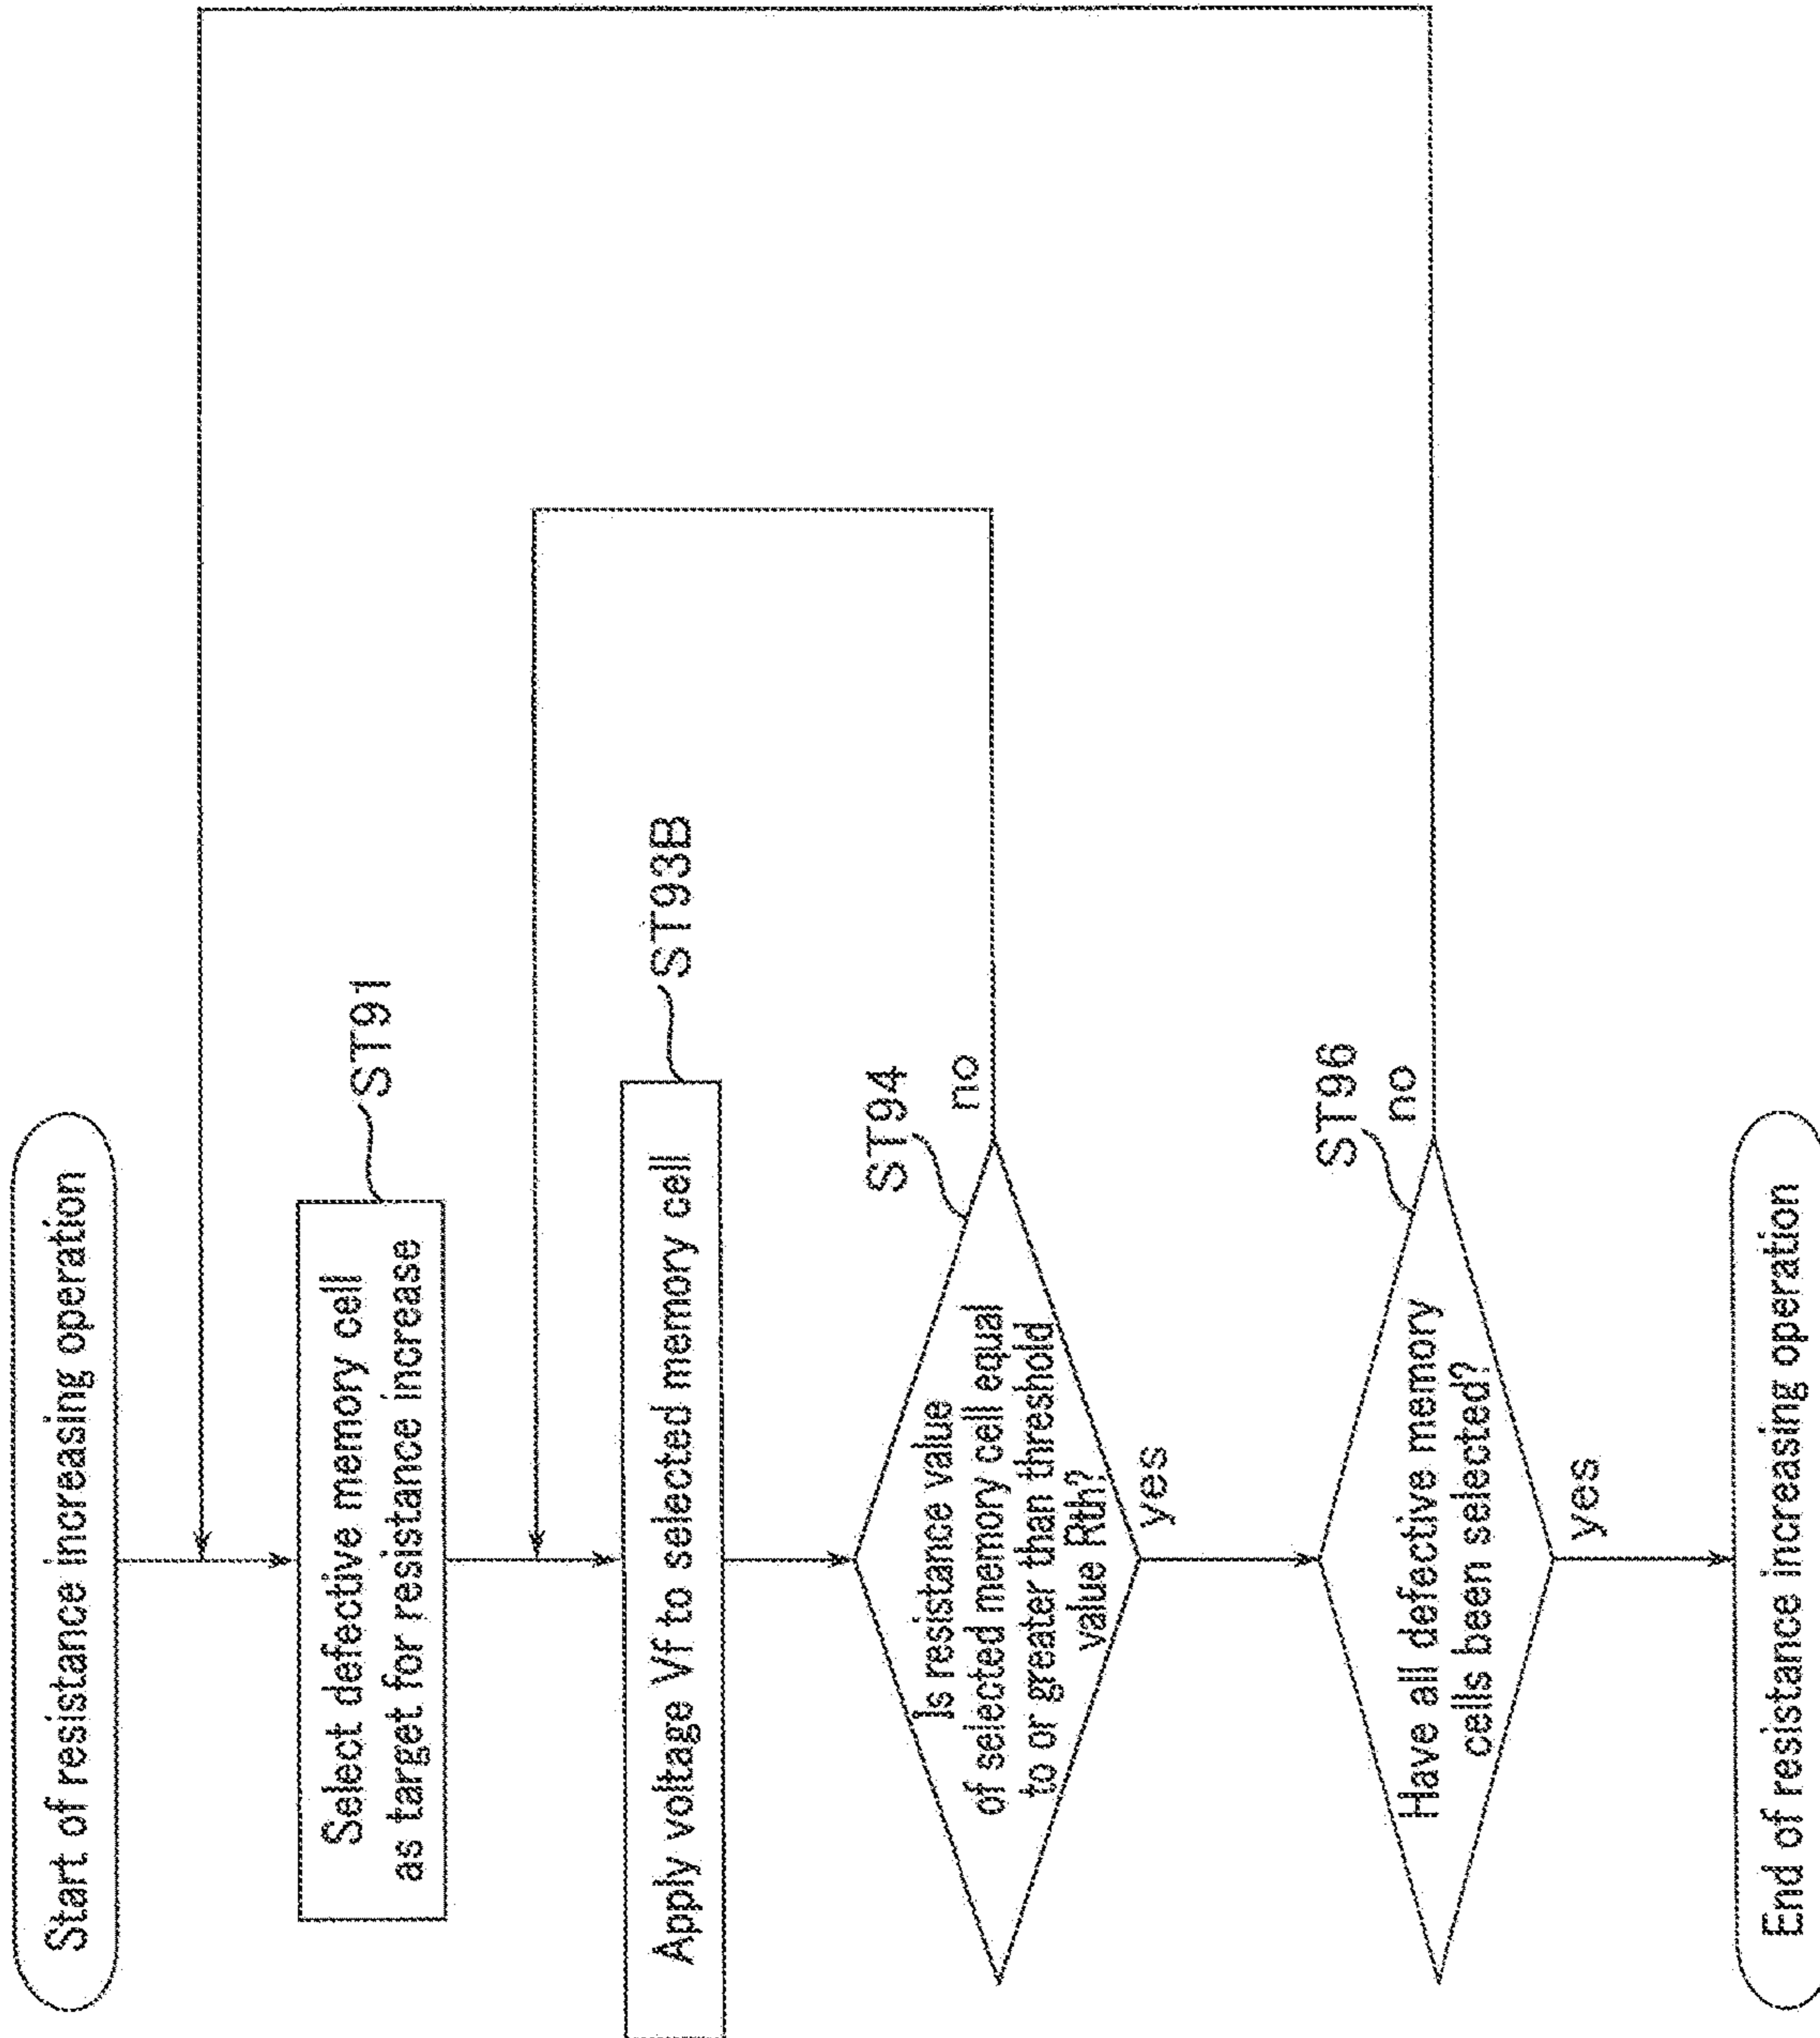 Start of resistance increasing operation
ST91
Select defective memory cell
as target for resistance increase
ST93B
Apply voltage Vf to selected memory cell
ST94
Is resistance value
of selected memory cell equal
to or greater than threshold
value Rth?
no
yes
ST96
Have all defective memory
cells been selected?
no
yes
End of resistance increasing operation